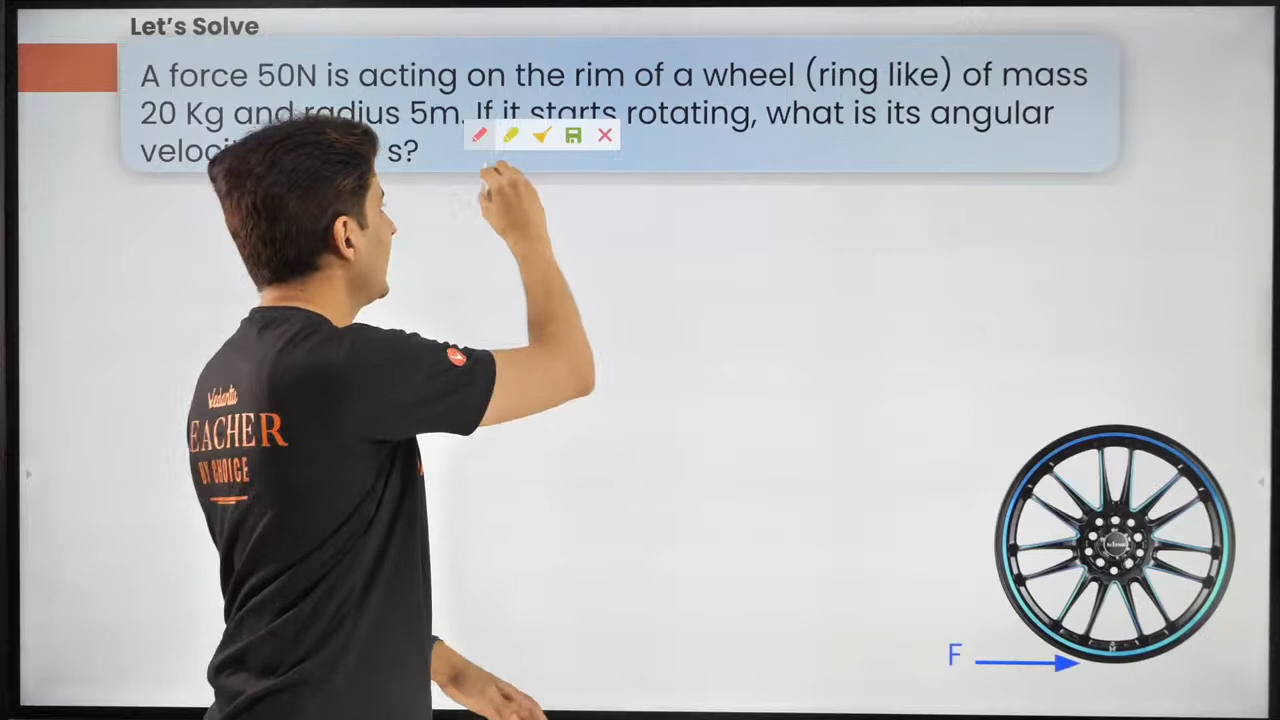 Let's Solve
A force 50N is acting on the rim of a wheel (ring like) of mass
20 Kg and radius 5m. If it starts rotating, what is its angular
s?
Vedantu
EACHER
BY CHOICE
F